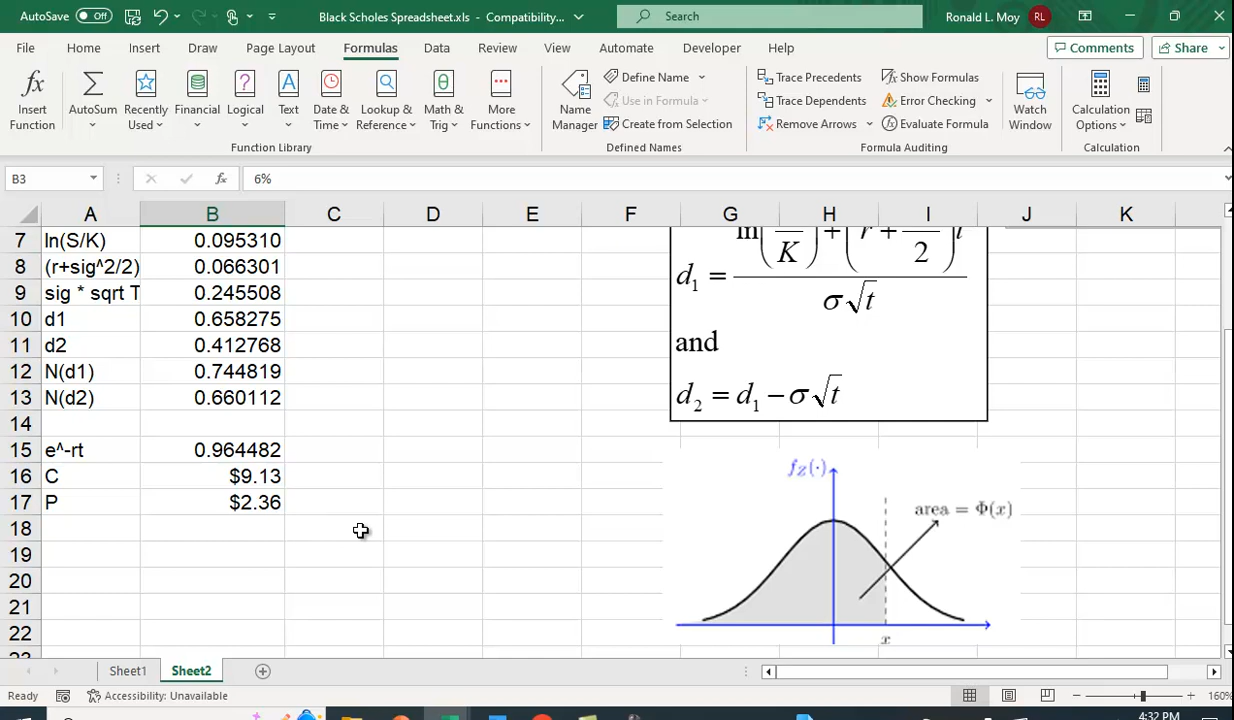 AutoSave Off Black Scholes Spreadsheet.xls - Compatibility... Search Ronald L. Moy RL
File Home Insert Draw Page Layout Formulas Data Review View Automate Developer Help Comments Share
Insert Function
AutoSum
Recently Used
Financial
Logical
Text
Date & Time
Lookup & Reference
Math & Trig
More Functions
Function Library
Name Manager
Define Name
Use in Formula
Create from Selection
Defined Names
Trace Precedents
Trace Dependents
Remove Arrows
Show Formulas
Error Checking
Evaluate Formula
Formula Auditing
Watch Window
Calculation Options
Calculation
B3 fx 6%
A B C D E F G H I J K
7 ln(S/K) 0.095310
8 (r+sig^2/2) 0.066301
9 sig * sqrt T 0.245508
10 d1 0.658275
11 d2 0.412768
12 N(d1) 0.744819
13 N(d2) 0.660112
14
15 e^-rt 0.964482
16 C $9.13
17 P $2.36
18
19
20
21
22
d₁ = σ√t
K 2
and
d₂ = d₁ − σ√t
fZ(·)
area = Φ(x)
x
Sheet1 Sheet2
Ready Accessibility: Unavailable 160%
4:32 PM